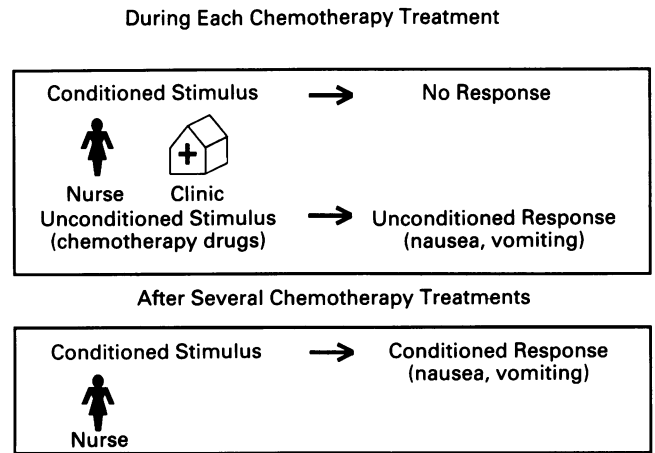 During Each Chemotherapy Treatment
Conditioned Stimulus → No Response
Nurse Clinic
Unconditioned Stimulus → Unconditioned Response
(chemotherapy drugs) (nausea, vomiting)
After Several Chemotherapy Treatments
Conditioned Stimulus → Conditioned Response
(nausea, vomiting)
Nurse